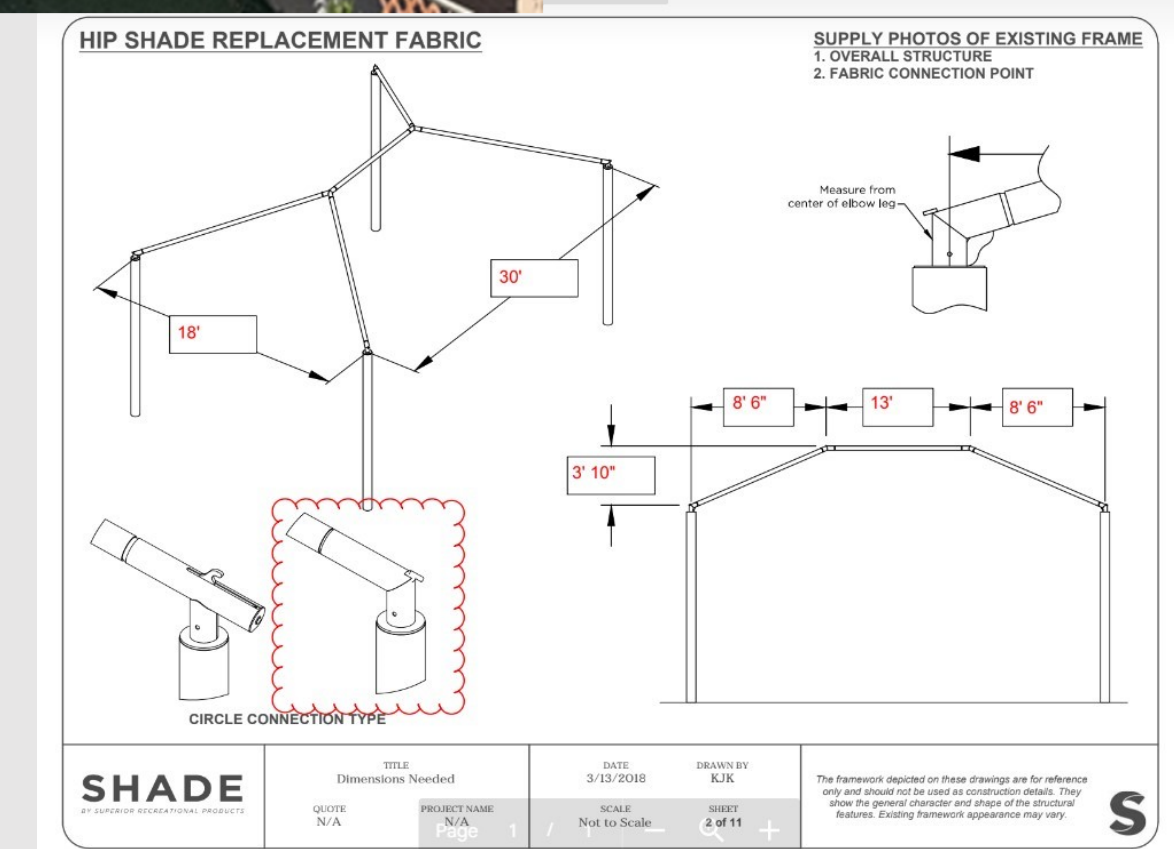 HIP SHADE REPLACEMENT FABRIC
SUPPLY PHOTOS OF EXISTING FRAME
1. OVERALL STRUCTURE
2. FABRIC CONNECTION POINT
Measure from
center of elbow leg
30'
18'
8' 6"
13'
8' 6"
3' 10"
CIRCLE CONNECTION TYPE
SHADE
BY SUPERIOR RECREATIONAL PRODUCTS
TITLE
Dimensions Needed
QUOTE
N/A
PROJECT NAME
N/A
DATE
3/13/2018
DRAWN BY
KJK
SCALE
Not to Scale
SHEET
2 of 11
The framework depicted on these drawings are for reference
only and should not be used as construction details. They
show the general character and shape of the structural
features. Existing framework appearance may vary.
S
Page 1 / 1